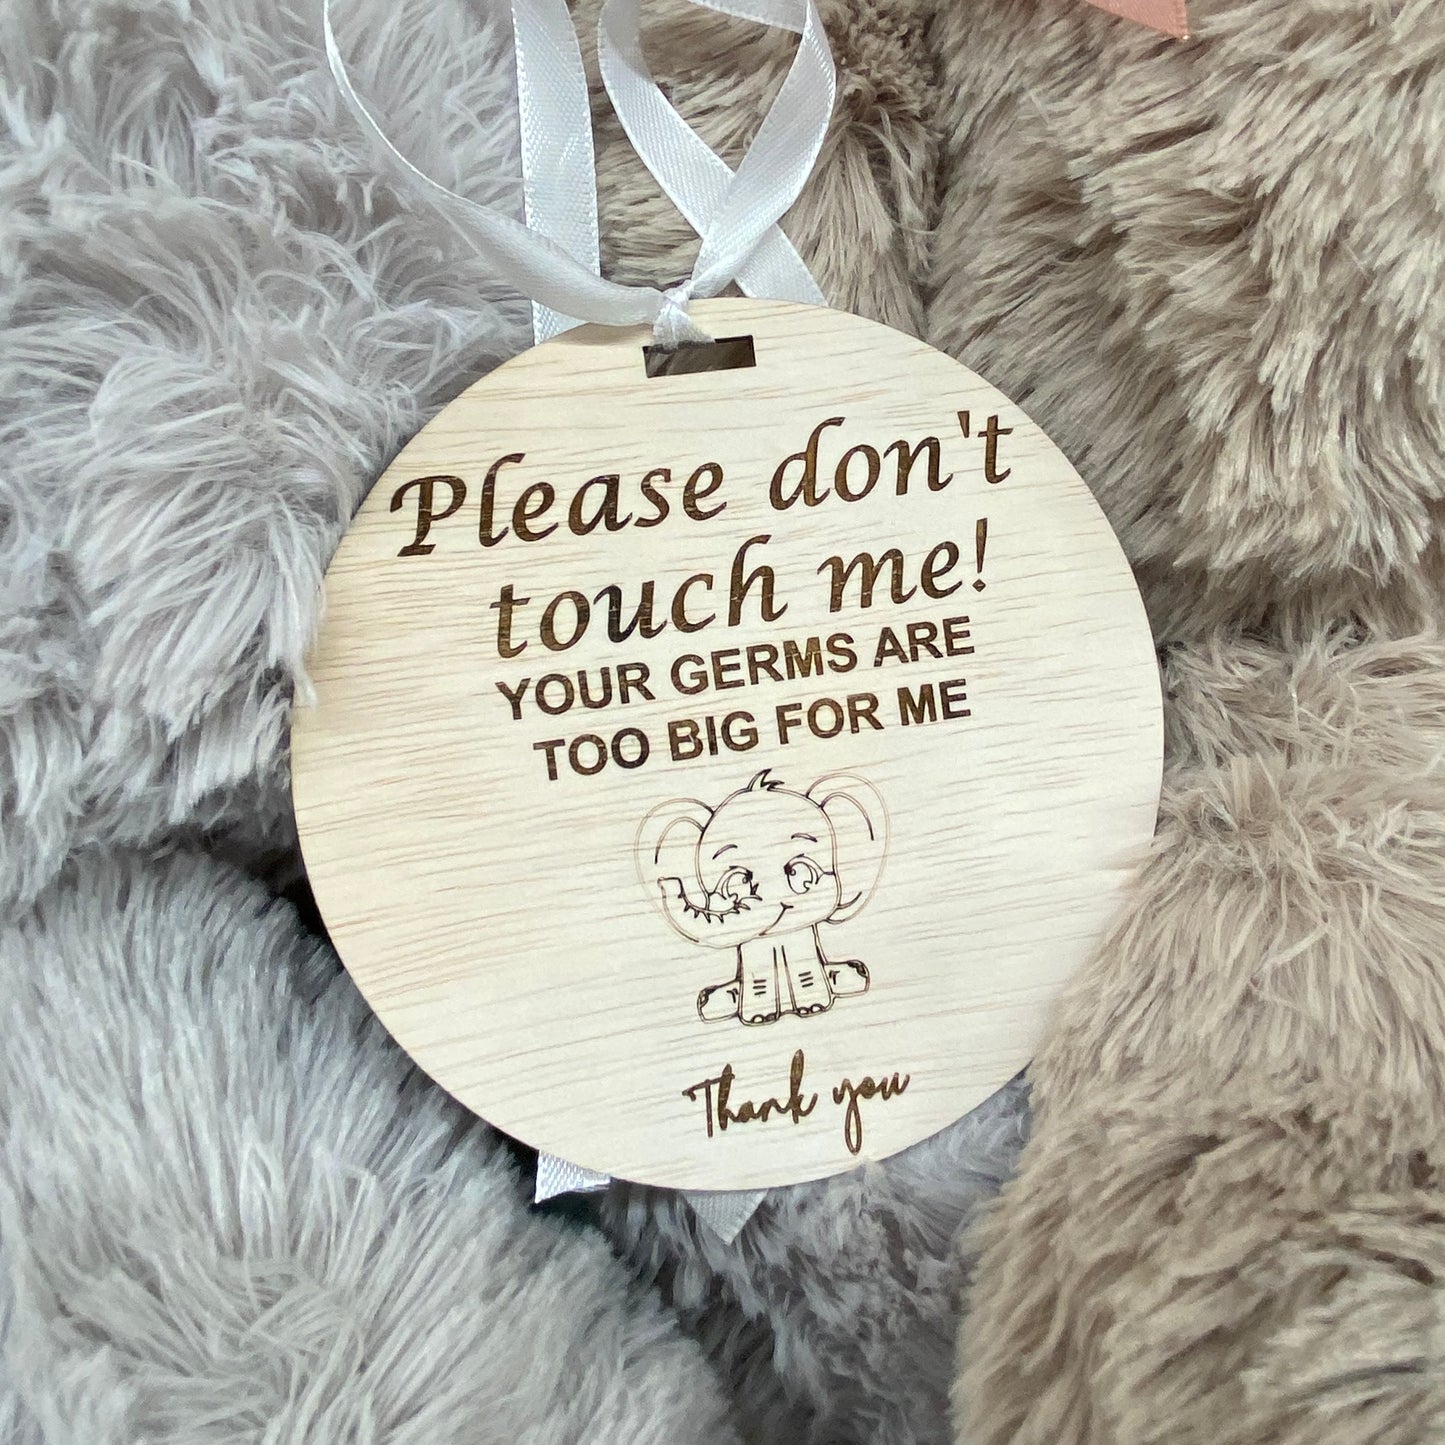 Please don't
touch me!
YOUR GERMS ARE
TOO BIG FOR ME
Thank you